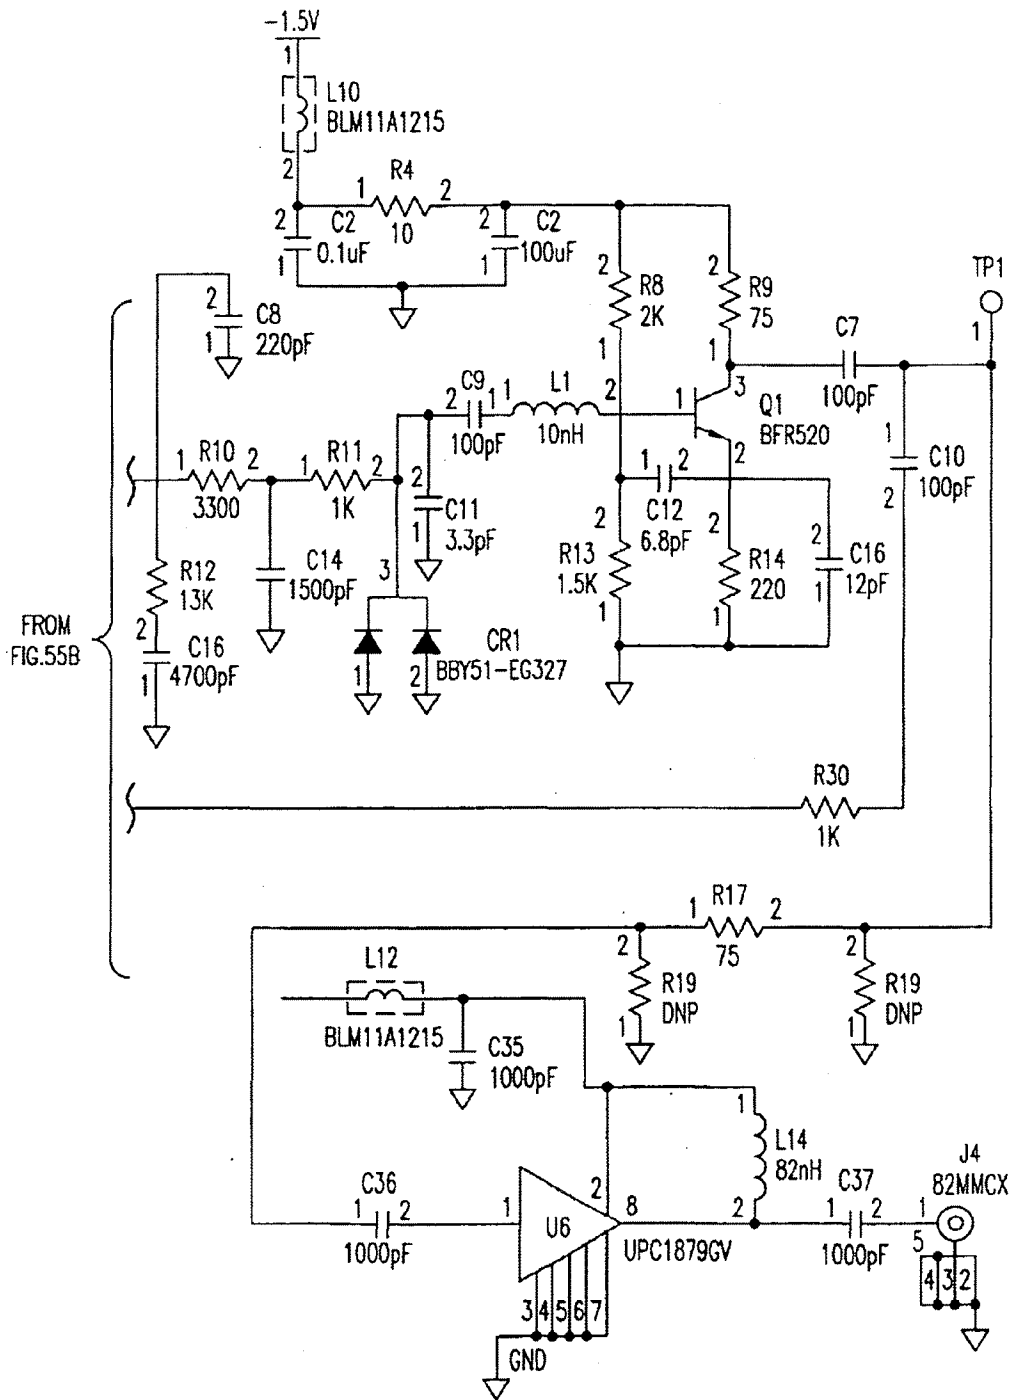 -1.5V
1
L10
BLM11A1215
2
R4
1
2
10
2
C2
0.1uF
1
2
C2
100uF
1
2
R8
2K
1
2
R9
75
1
TP1
1
2
C8
220pF
1
C7
100pF
C9
2
1
100pF
1
L1
2
10nH
1
3
Q1
BFR520
2
1
C10
100pF
2
R10
1
2
3300
R11
1
2
1K
2
C11
3.3pF
1
1
2
C12
6.8pF
R12
13K
C14
1500pF
3
2
R13
1.5K
1
2
R14
220
1
2
C16
12pF
1
FROM
FIG.55B
2
C16
4700pF
1
CR1
BBY51-EG327
1
2
R30
1K
R17
1
2
75
2
R19
DNP
1
2
R19
DNP
1
L12
BLM11A1215
C35
1000pF
1
L14
82nH
2
C36
1
2
1000pF
1
U6
2
8
UPC1879GV
3
4
5
6
7
GND
C37
1
2
1000pF
J4
82MMCX
1
5
4
3
2